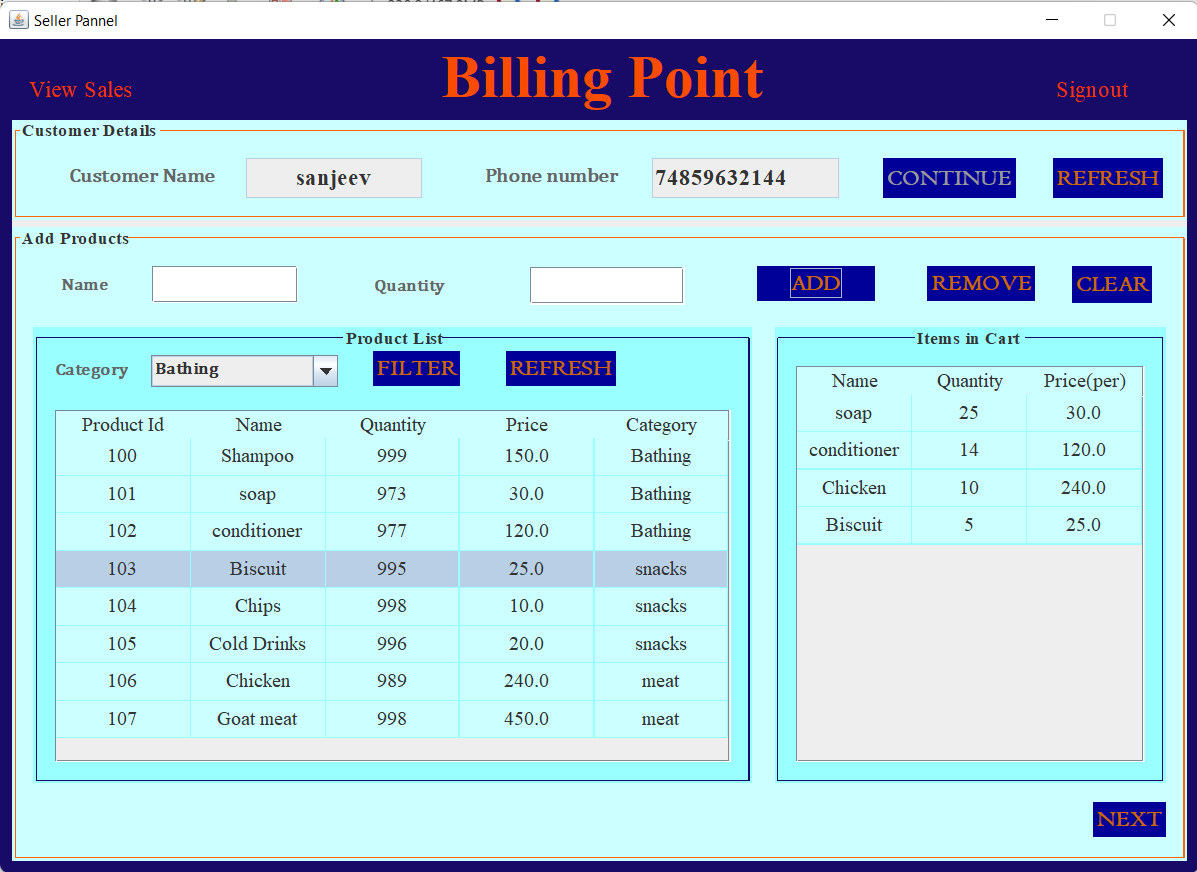 Seller Pannel
View Sales
Billing Point
Signout
Customer Details
Customer Name sanjeev Phone number 74859632144 CONTINUE REFRESH
Add Products
Name Quantity ADD REMOVE CLEAR
Product List
Category Bathing FILTER REFRESH
Product Id Name Quantity Price Category
100 Shampoo 999 150.0 Bathing
101 soap 973 30.0 Bathing
102 conditioner 977 120.0 Bathing
103 Biscuit 995 25.0 snacks
104 Chips 998 10.0 snacks
105 Cold Drinks 996 20.0 snacks
106 Chicken 989 240.0 meat
107 Goat meat 998 450.0 meat
Items in Cart
Name Quantity Price(per)
soap 25 30.0
conditioner 14 120.0
Chicken 10 240.0
Biscuit 5 25.0
NEXT